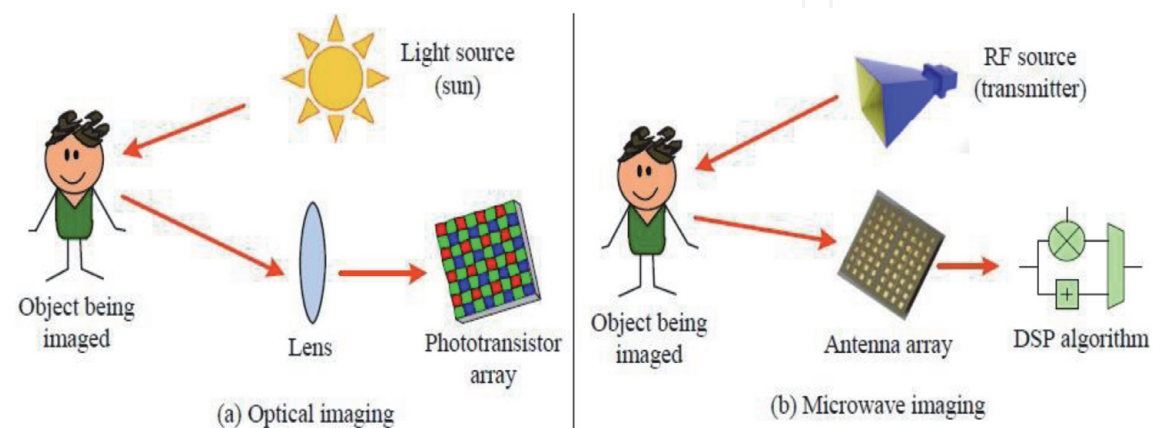 Light source
(sun)
Object being
imaged
Lens
Phototransistor
array
(a) Optical imaging
RF source
(transmitter)
Object being
imaged
Antenna array
DSP algorithm
(b) Microwave imaging